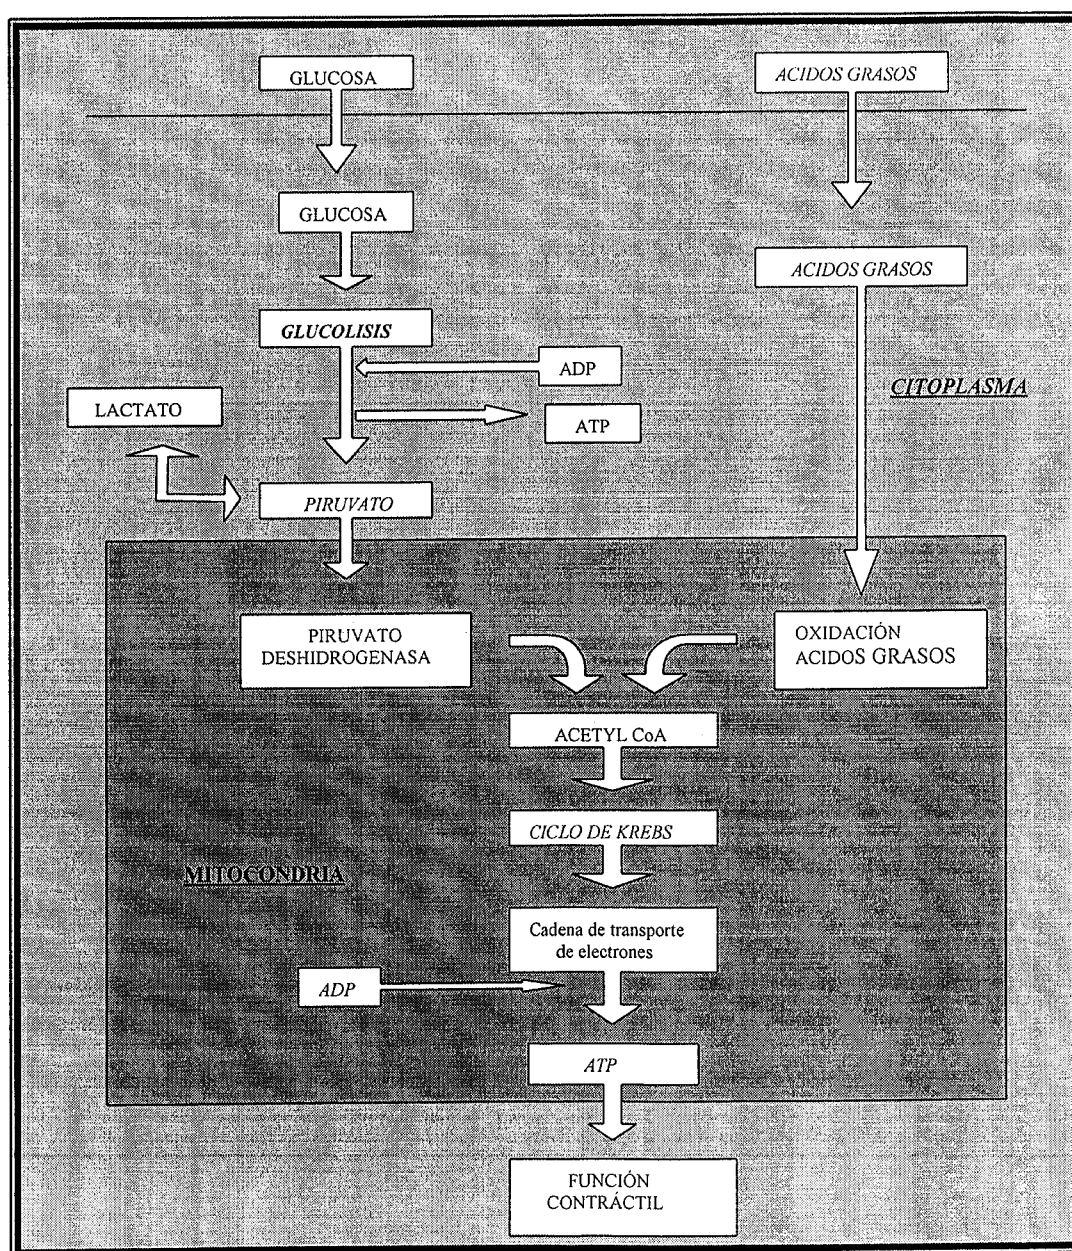 GLUCOSA
ACIDOS GRASOS
GLUCOSA
ACIDOS GRASOS
GLUCOLISIS
ADP
CITOPLASMA
LACTATO
ATP
PIRUVATO
PIRUVATO
DESHIDROGENASA
OXIDACIÓN
ACIDOS GRASOS
ACETYL CoA
CICLO DE KREBS
MITOCONDRIA
Cadena de transporte
de electrones
ADP
ATP
FUNCIÓN
CONTRÁCTIL